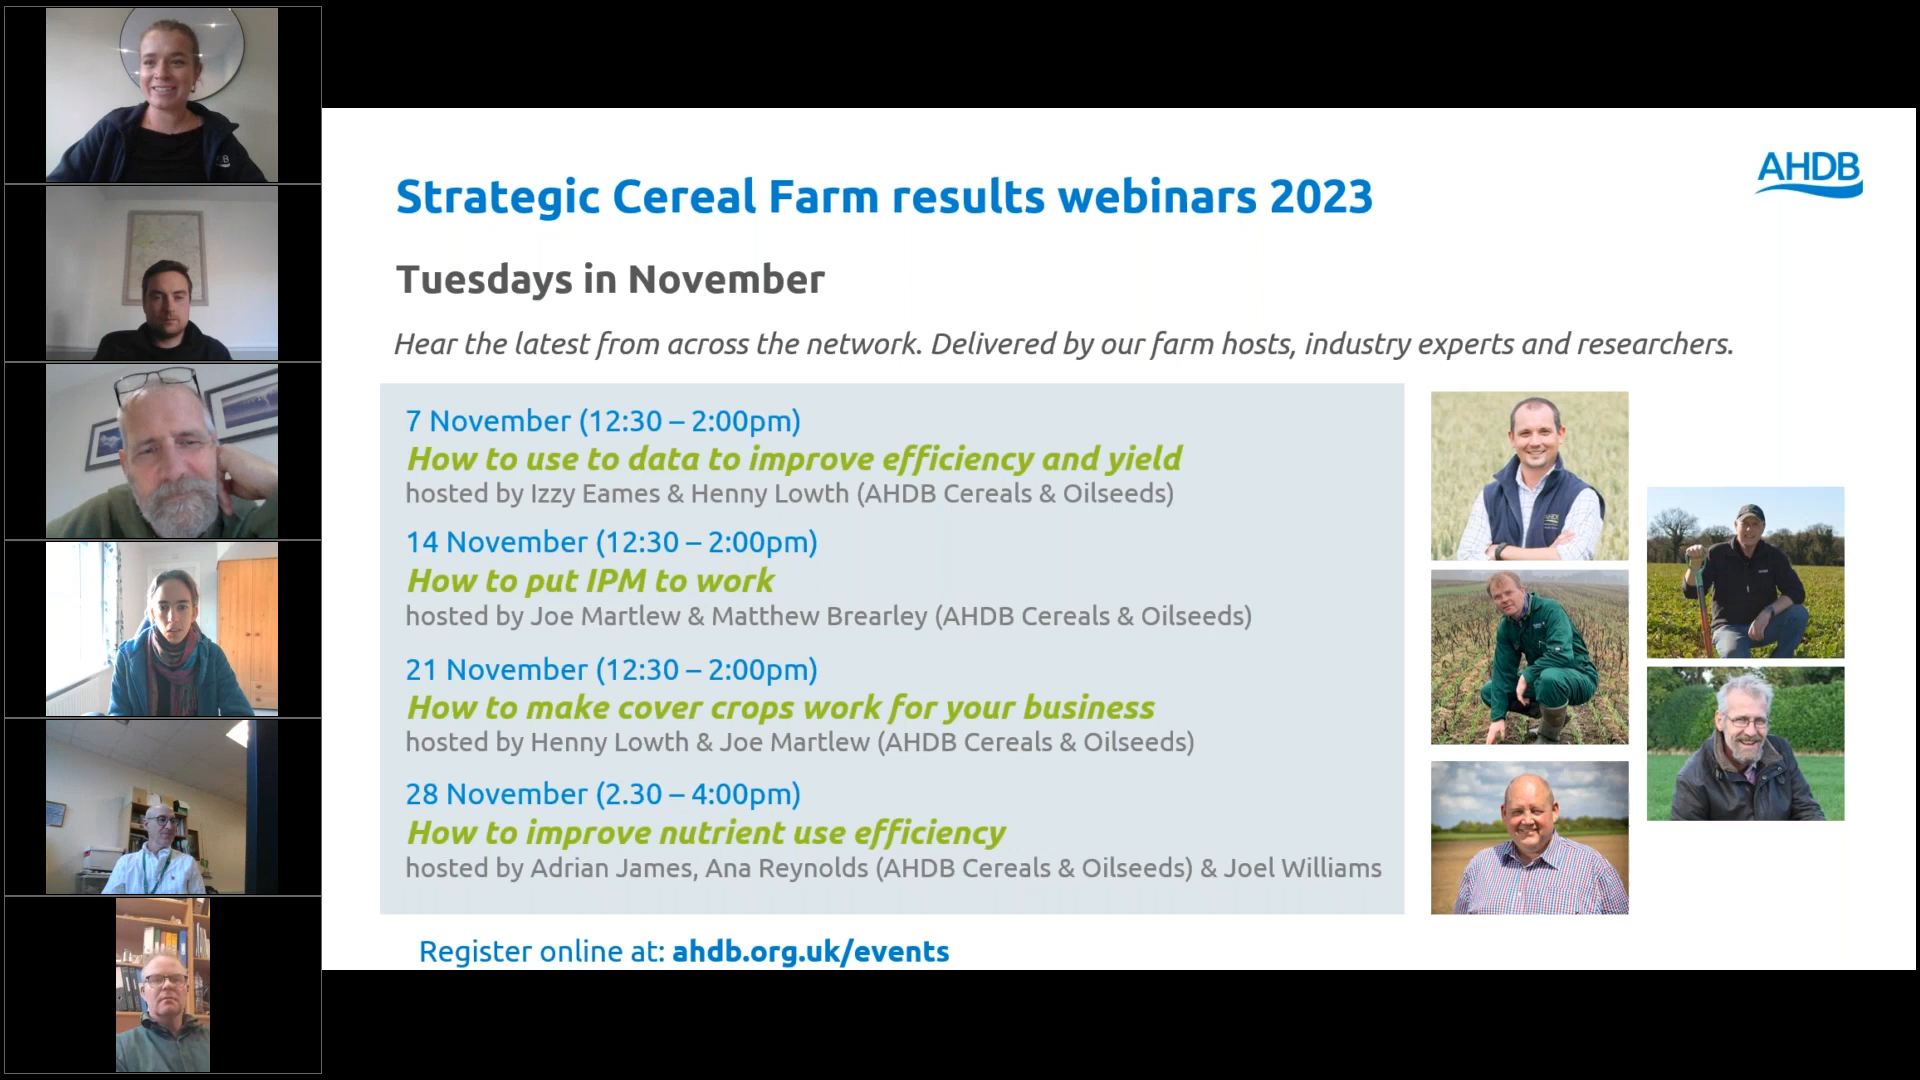 AHDB
Strategic Cereal Farm results webinars 2023
Tuesdays in November
Hear the latest from across the network. Delivered by our farm hosts, industry experts and researchers.
7 November (12:30 – 2:00pm)
How to use to data to improve efficiency and yield
hosted by Izzy Eames & Henny Lowth (AHDB Cereals & Oilseeds)
14 November (12:30 – 2:00pm)
How to put IPM to work
hosted by Joe Martlew & Matthew Brearley (AHDB Cereals & Oilseeds)
21 November (12:30 – 2:00pm)
How to make cover crops work for your business
hosted by Henny Lowth & Joe Martlew (AHDB Cereals & Oilseeds)
28 November (2.30 – 4:00pm)
How to improve nutrient use efficiency
hosted by Adrian James, Ana Reynolds (AHDB Cereals & Oilseeds) & Joel Williams
Register online at: ahdb.org.uk/events